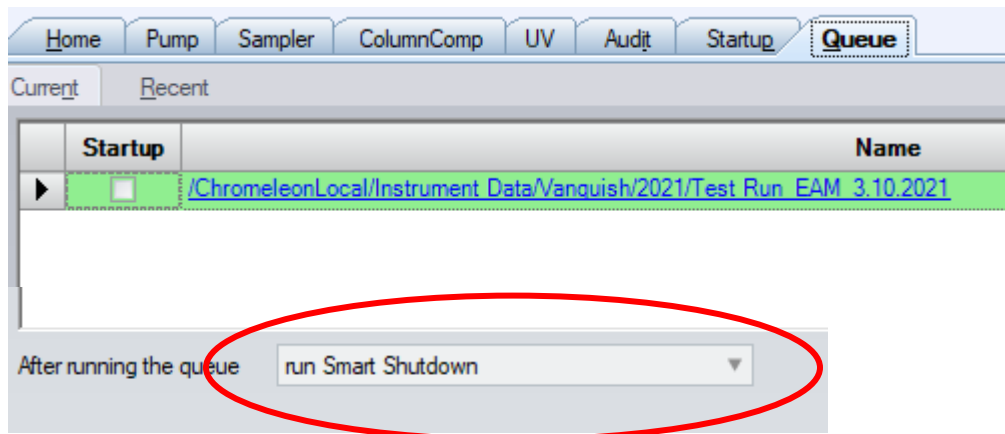 Home Pump Sampler ColumnComp UV Audit Startup Queue
Current Recent
Startup Name
/ChromeleonLocal/Instrument Data/Vanquish/2021/Test Run_EAM_3.10.2021
After running the queue run Smart Shutdown